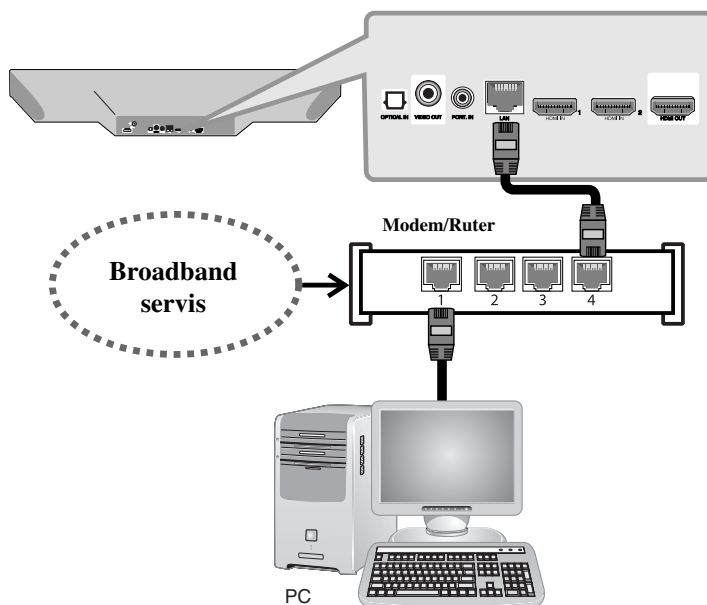 OPTICAL IN VIDEO OUT PORT. IN LAN HDMI IN 1 HDMI IN 2 HDMI OUT
Modem/Ruter
Broadband
servis
1 2 3 4
PC